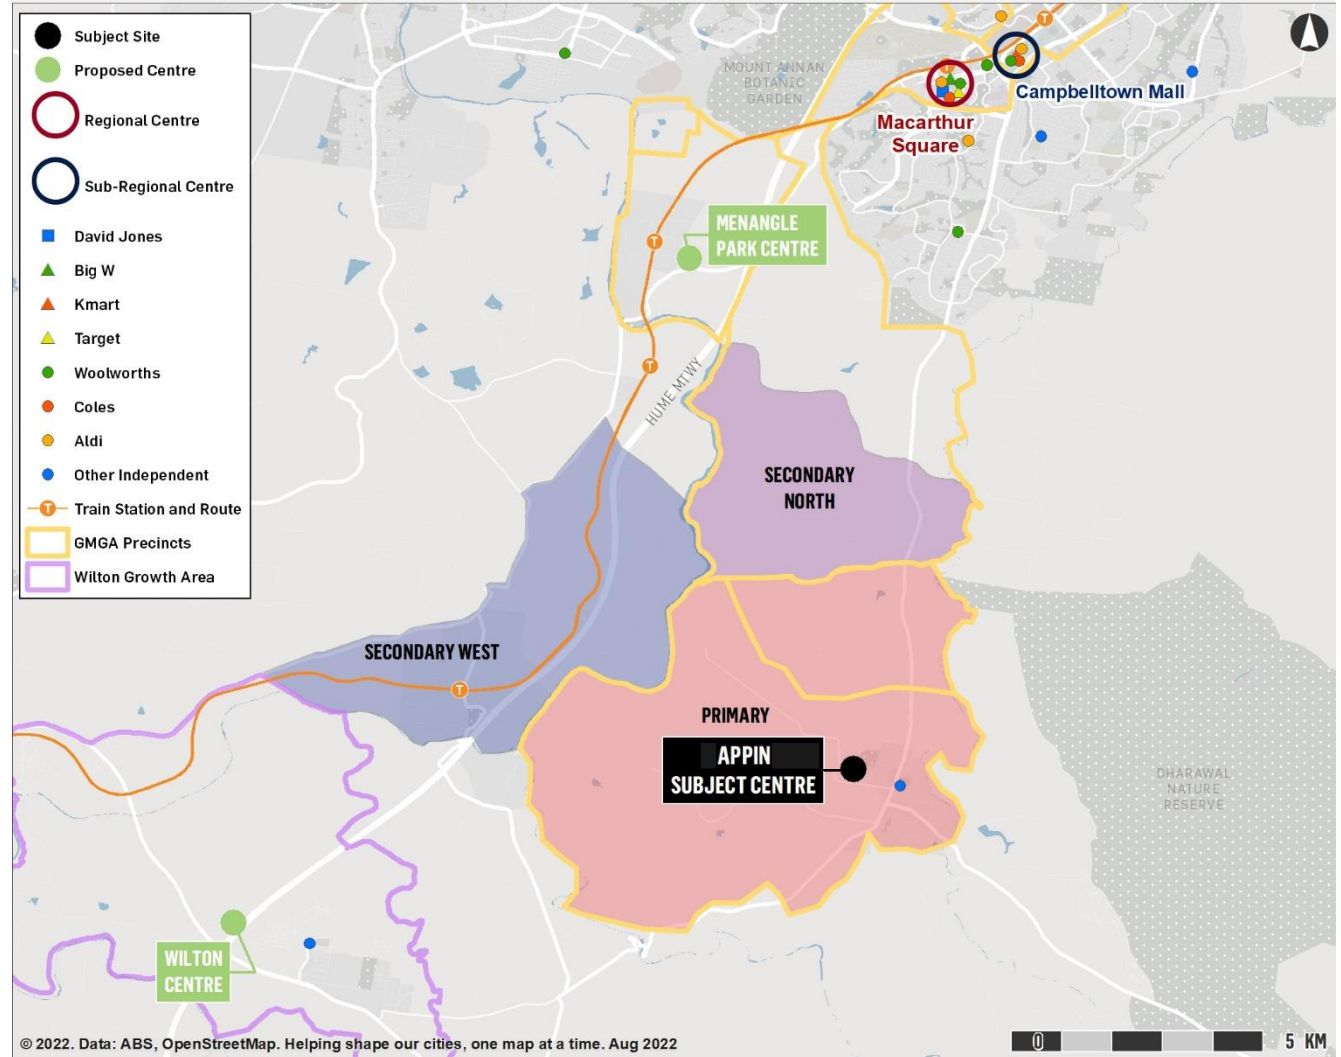 Subject Site
Proposed Centre
Regional Centre
Sub-Regional Centre
David Jones
Big W
Kmart
Target
Woolworths
Coles
Aldi
Other Independent
T
Train Station and Route
GMGA Precincts
Wilton Growth Area
T
MOUNT ANNAN
BOTANIC
GARDEN
T
Campbelltown Mall
Macarthur
Square
MENANGLE
PARK CENTRE
T
T
HUME MTWY
SECONDARY
NORTH
SECONDARY WEST
T
PRIMARY
APPIN
SUBJECT CENTRE
DHARAWAL
NATURE
RESERVE
WILTON
CENTRE
© 2022. Data: ABS, OpenStreetMap. Helping shape our cities, one map at a time. Aug 2022
0 5 KM